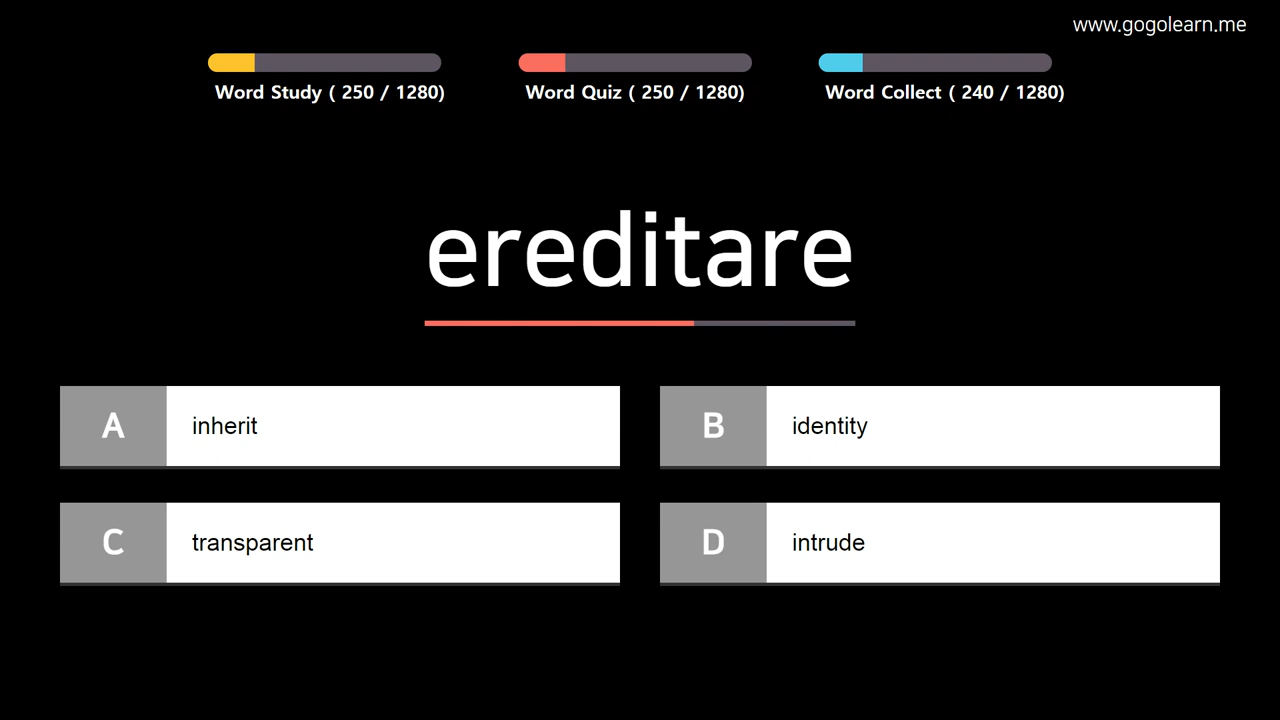 www.gogolearn.me
Word Study ( 250 / 1280)
Word Quiz ( 250 / 1280)
Word Collect ( 240 / 1280)
ereditare
A inherit
B identity
C transparent
D intrude